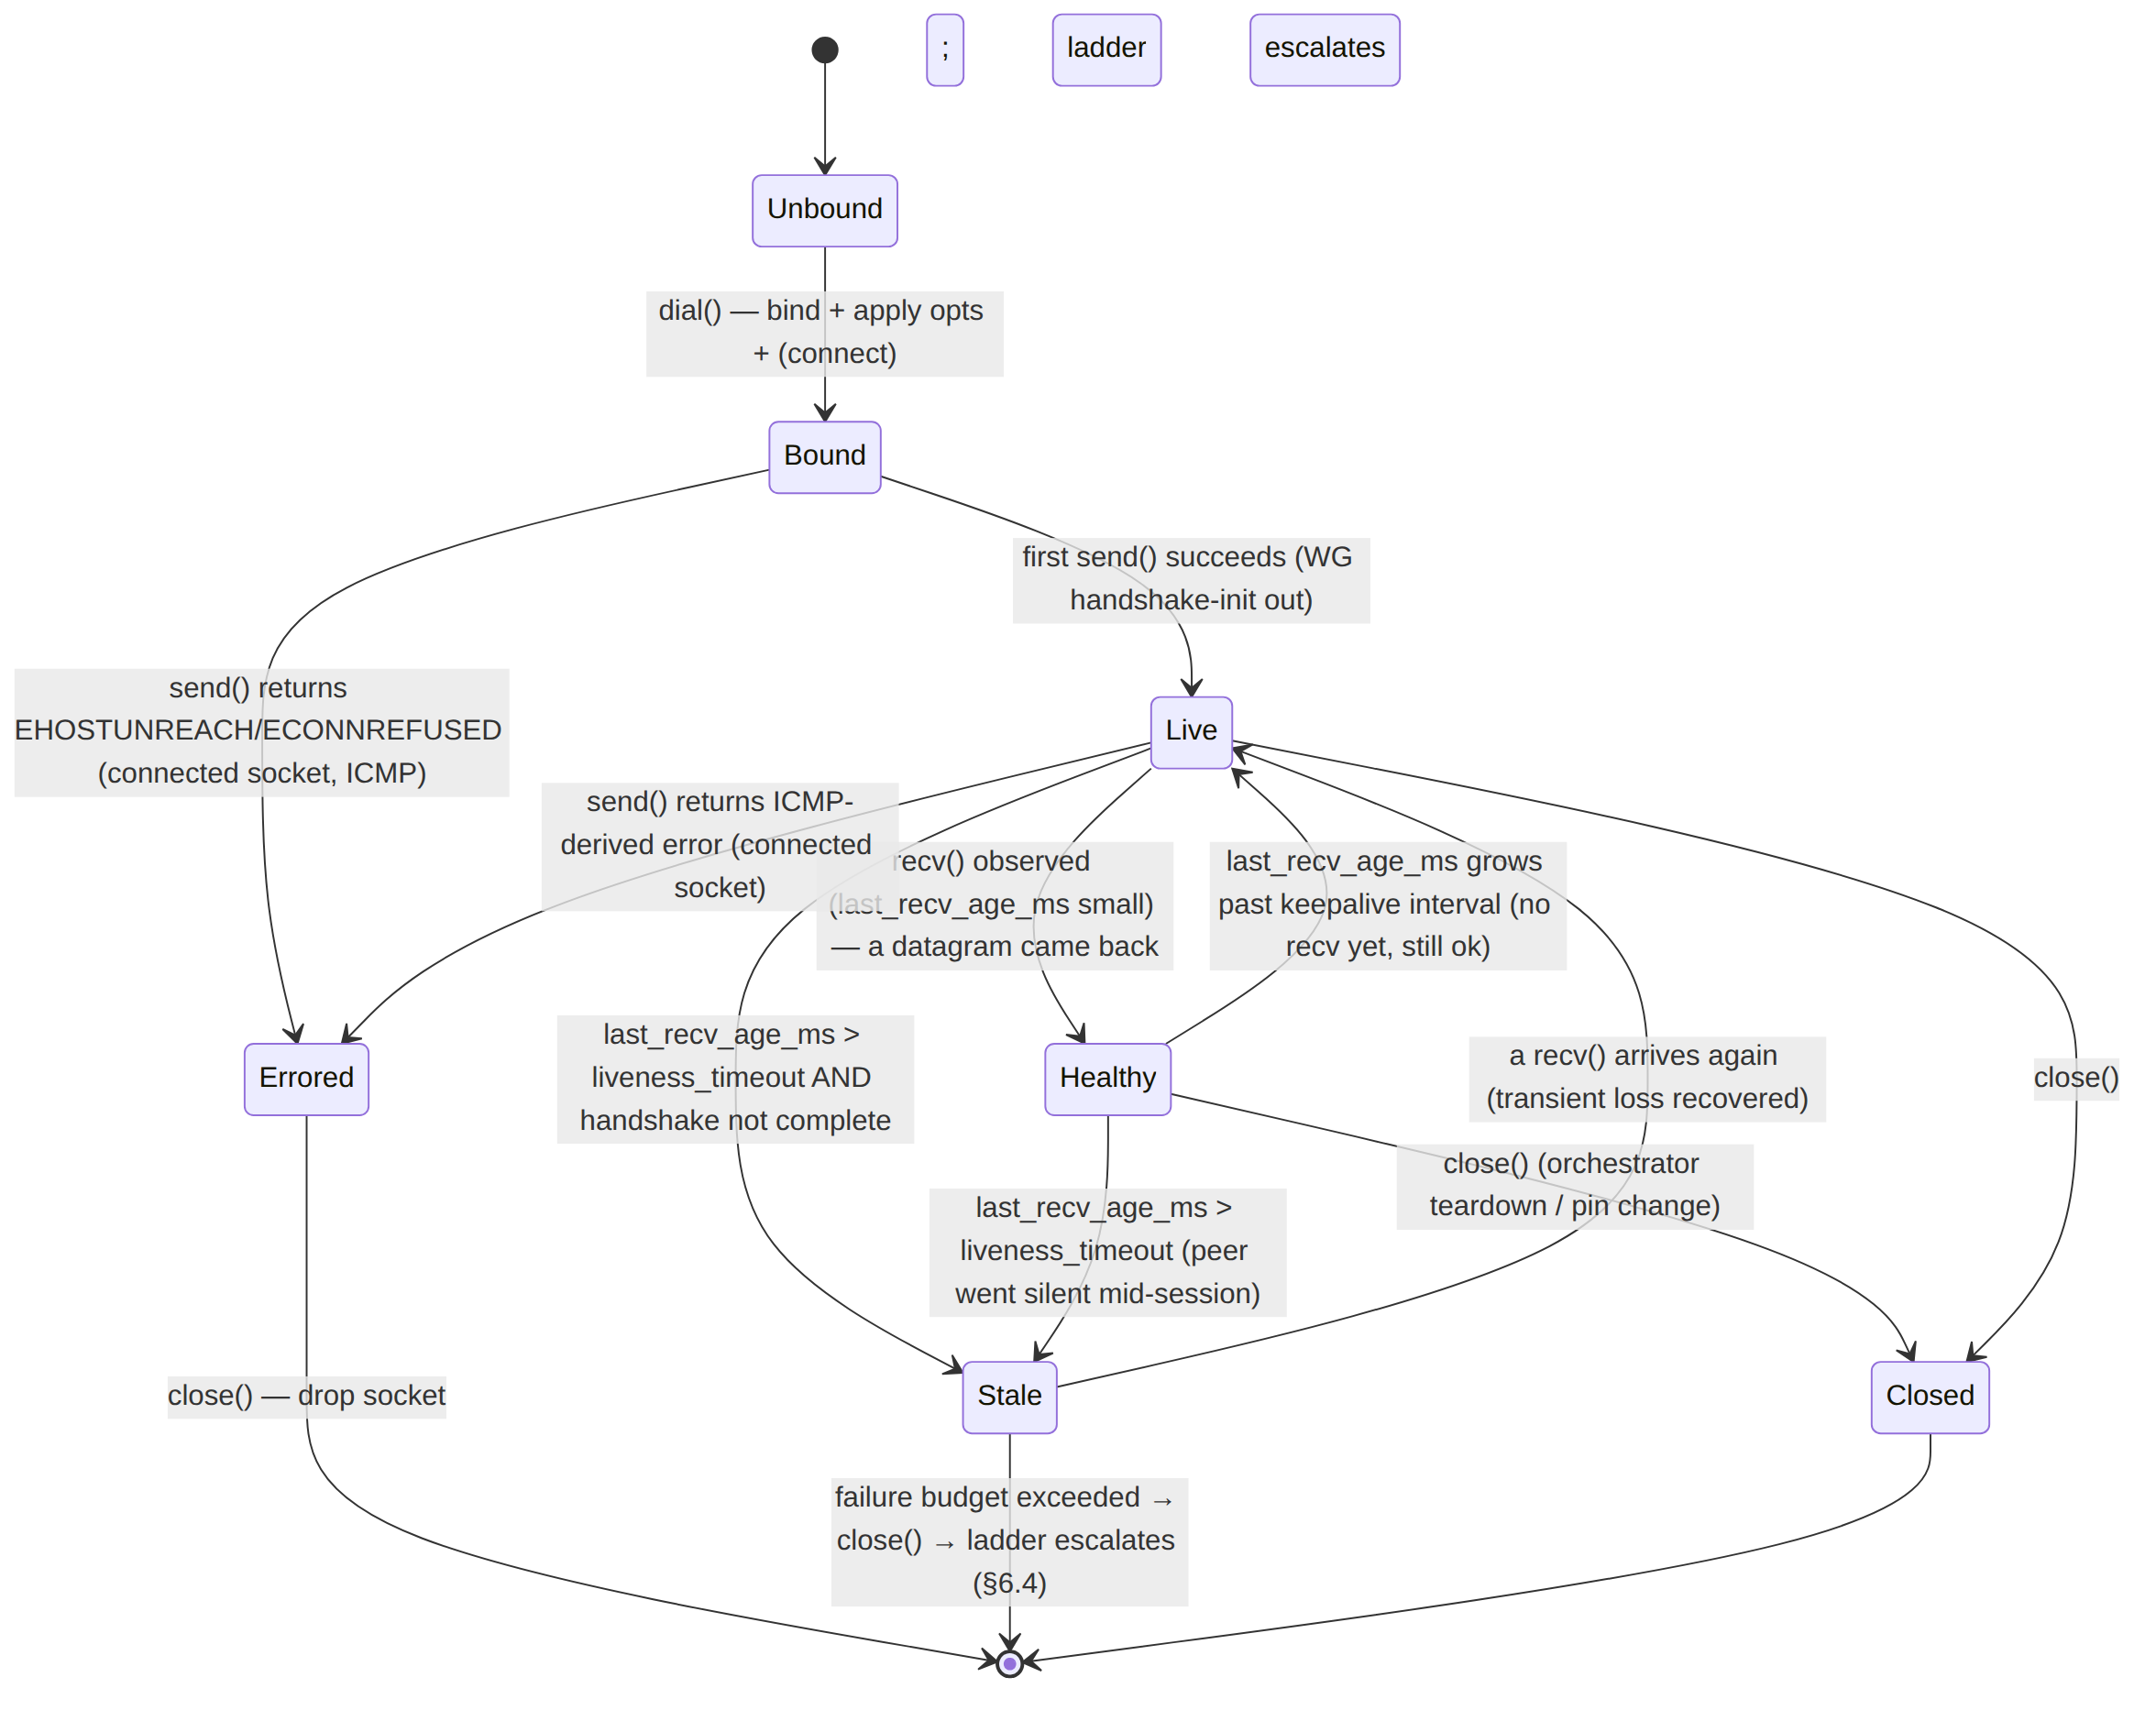 ;
ladder
escalates
Unbound
dial() — bind + apply opts
+ (connect)
Bound
first send() succeeds (WG
handshake-init out)
send() returns
EHOSTUNREACH/ECONNREFUSED
(connected socket, ICMP)
Live
send() returns ICMP-
derived error (connected
socket)
recv() observed
(last_recv_age_ms small)
— a datagram came back
last_recv_age_ms grows
past keepalive interval (no
recv yet, still ok)
last_recv_age_ms >
liveness_timeout AND
handshake not complete
a recv() arrives again
(transient loss recovered)
close()
Errored
Healthy
close() (orchestrator
teardown / pin change)
last_recv_age_ms >
liveness_timeout (peer
went silent mid-session)
close() — drop socket
Stale
Closed
failure budget exceeded →
close() → ladder escalates
(§6.4)